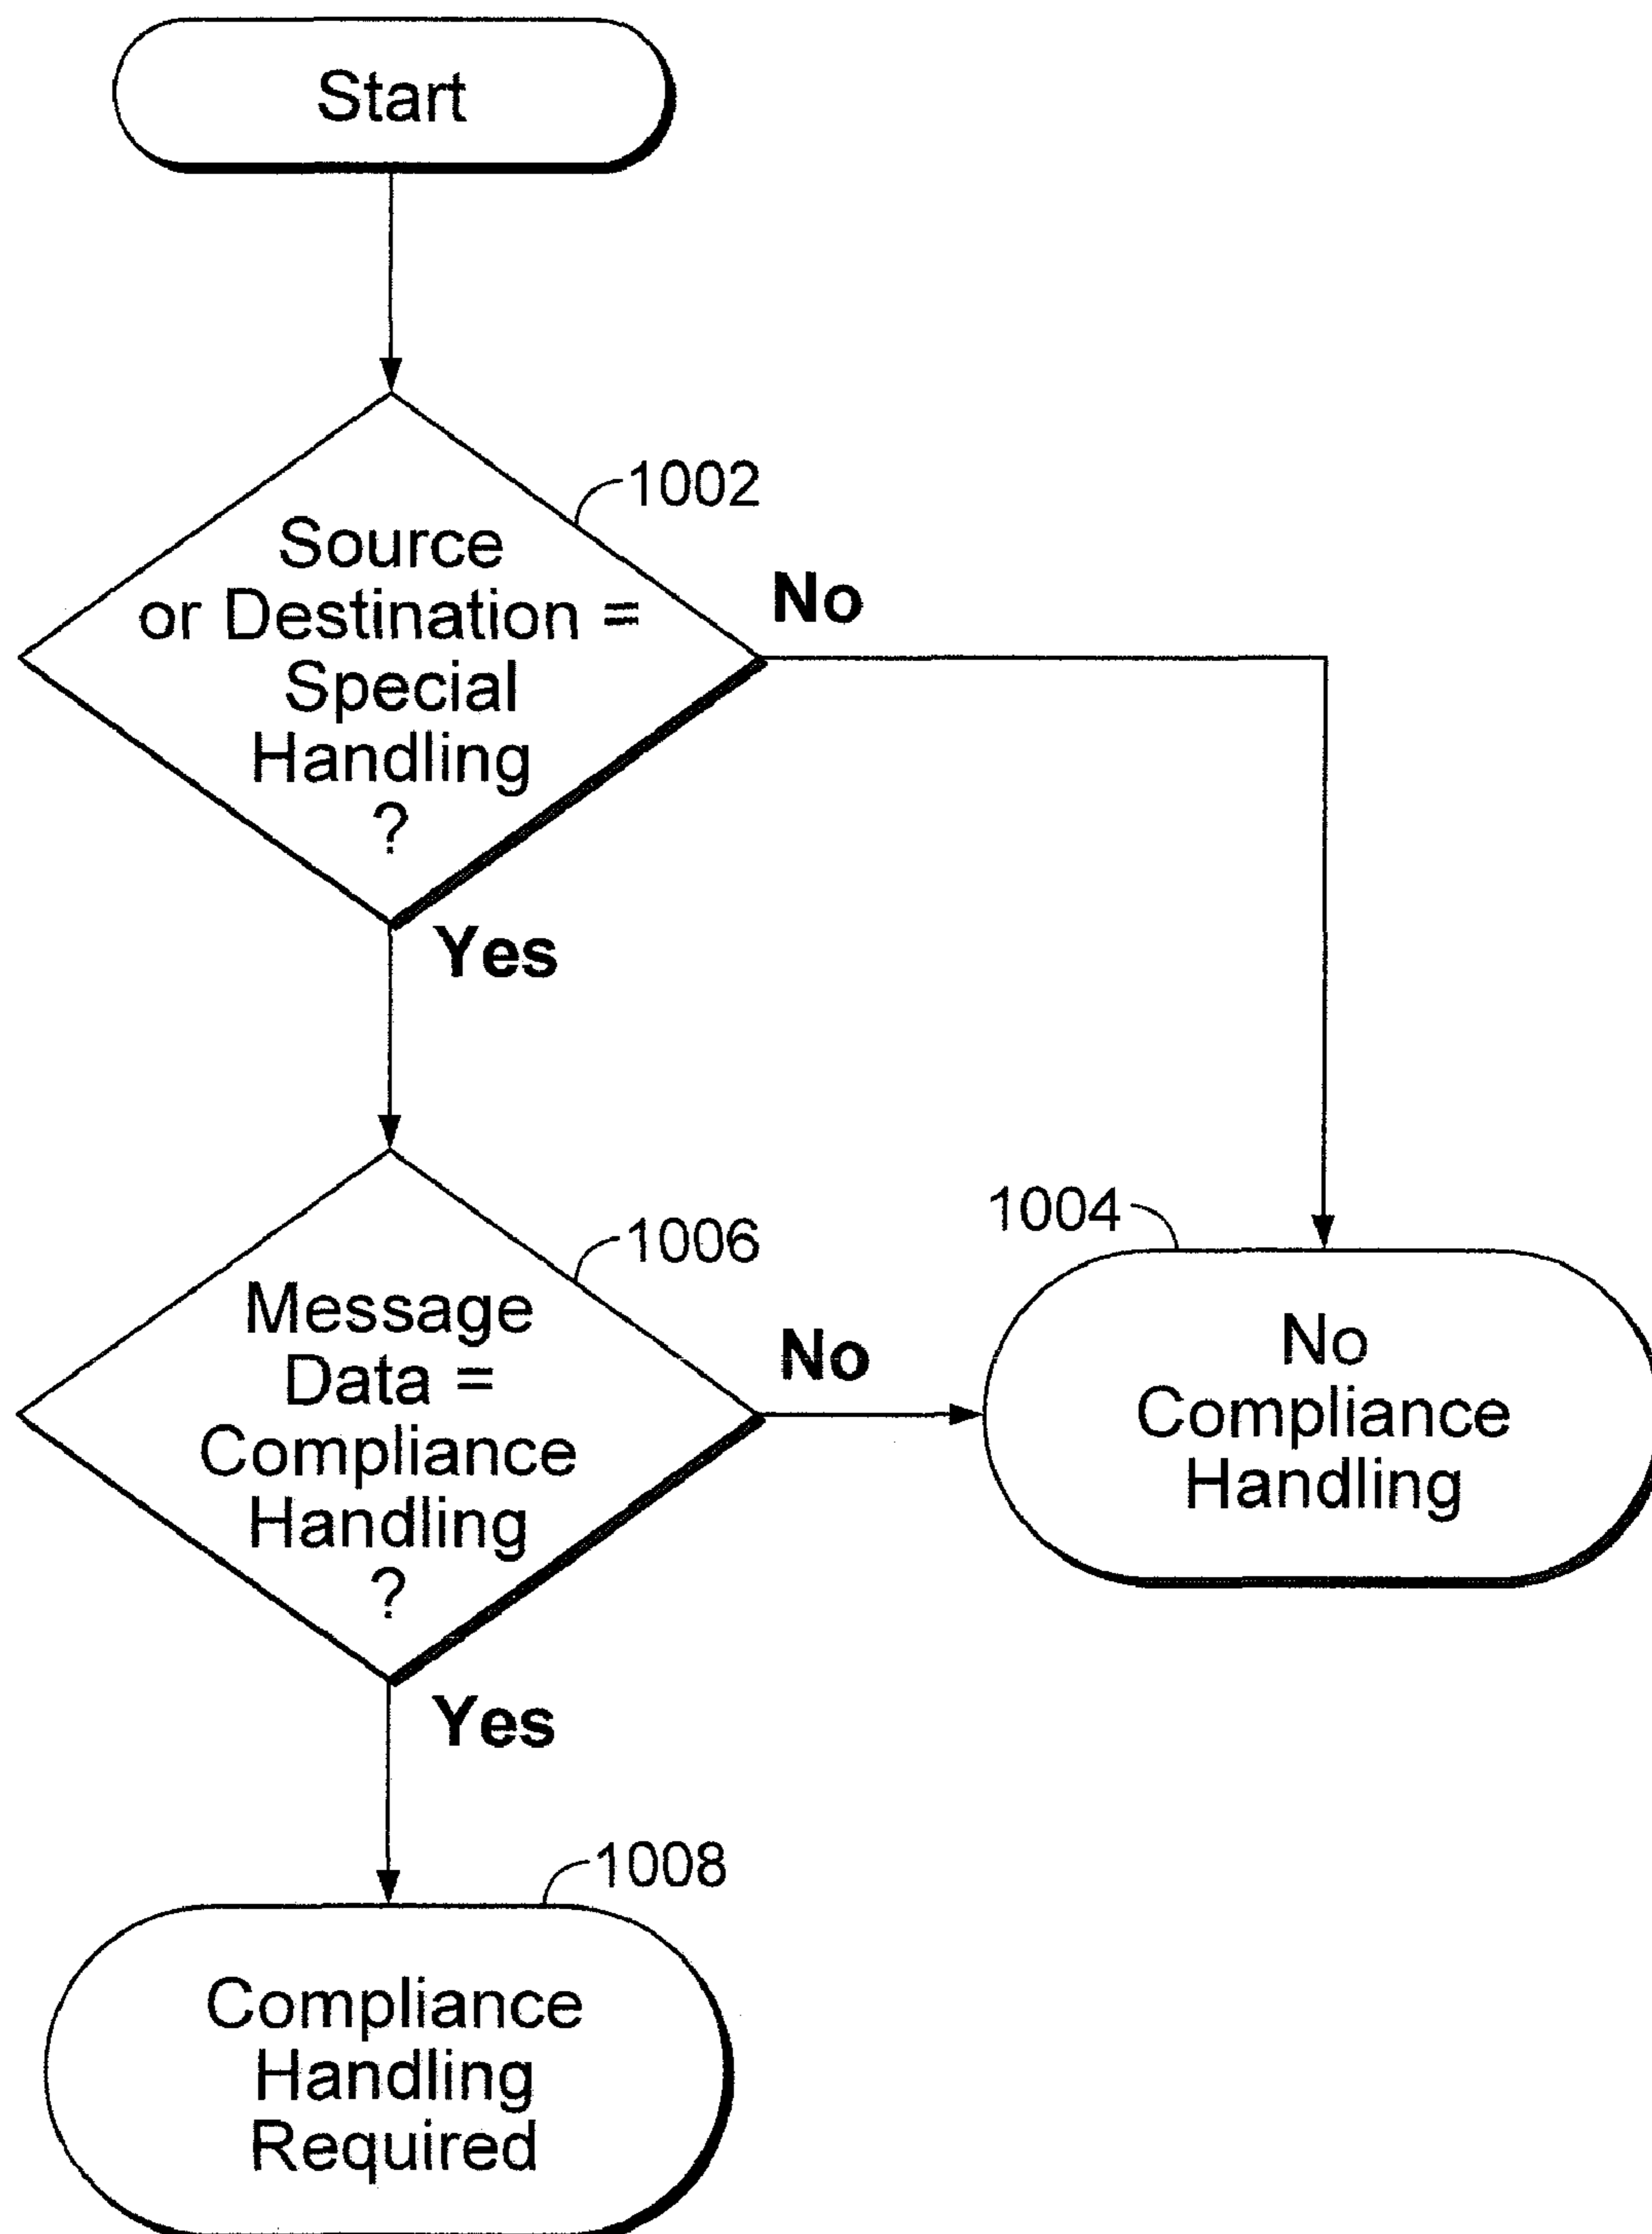 Start
1002
Source
or Destination =
Special
Handling
?
No
Yes
1006
Message
Data =
Compliance
Handling
?
No
1004
No
Compliance
Handling
Yes
1008
Compliance
Handling
Required